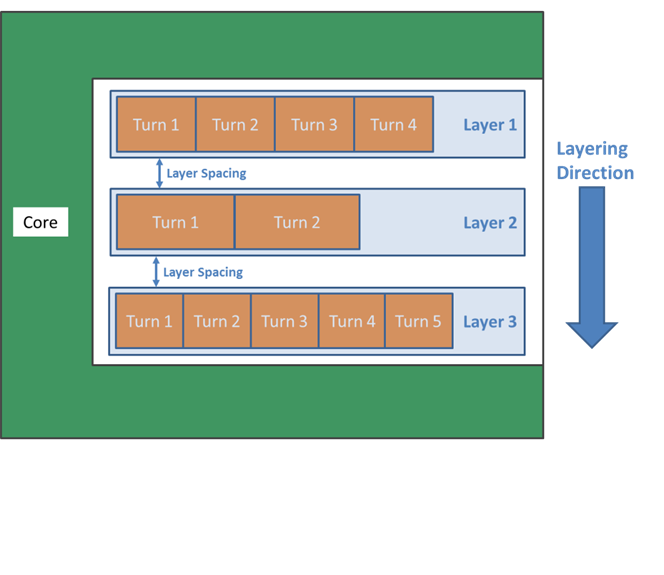 Turn 1 Turn 2 Turn 3 Turn 4 Layer 1
Layering
Direction
Layer Spacing
Core
Turn 1 Turn 2 Layer 2
Layer Spacing
Turn 1 Turn 2 Turn 3 Turn 4 Turn 5 Layer 3